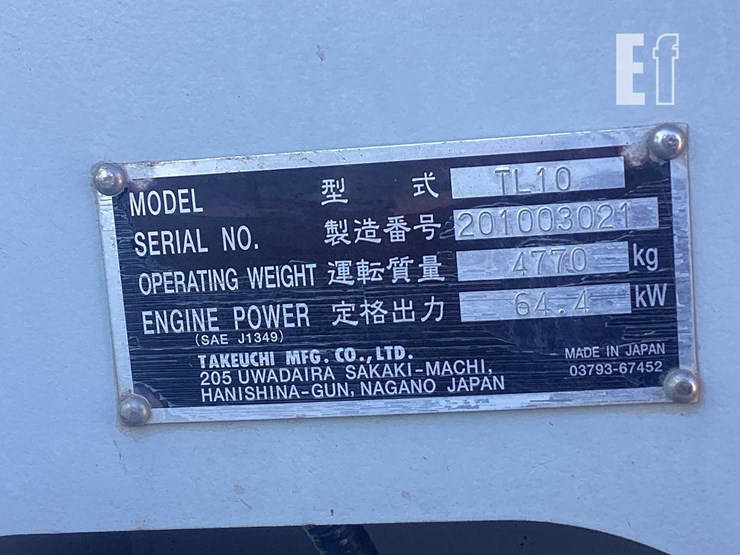 Ef
MODEL 型 式 TL10
SERIAL NO. 製造番号 201003021
OPERATING WEIGHT 運転質量 4770 kg
ENGINE POWER 定格出力 64.4 kW
(SAE J1349)
TAKEUCHI MFG. CO., LTD.
205 UWADAIRA SAKAKI-MACHI,
HANISHINA-GUN, NAGANO JAPAN
MADE IN JAPAN
03793-67452